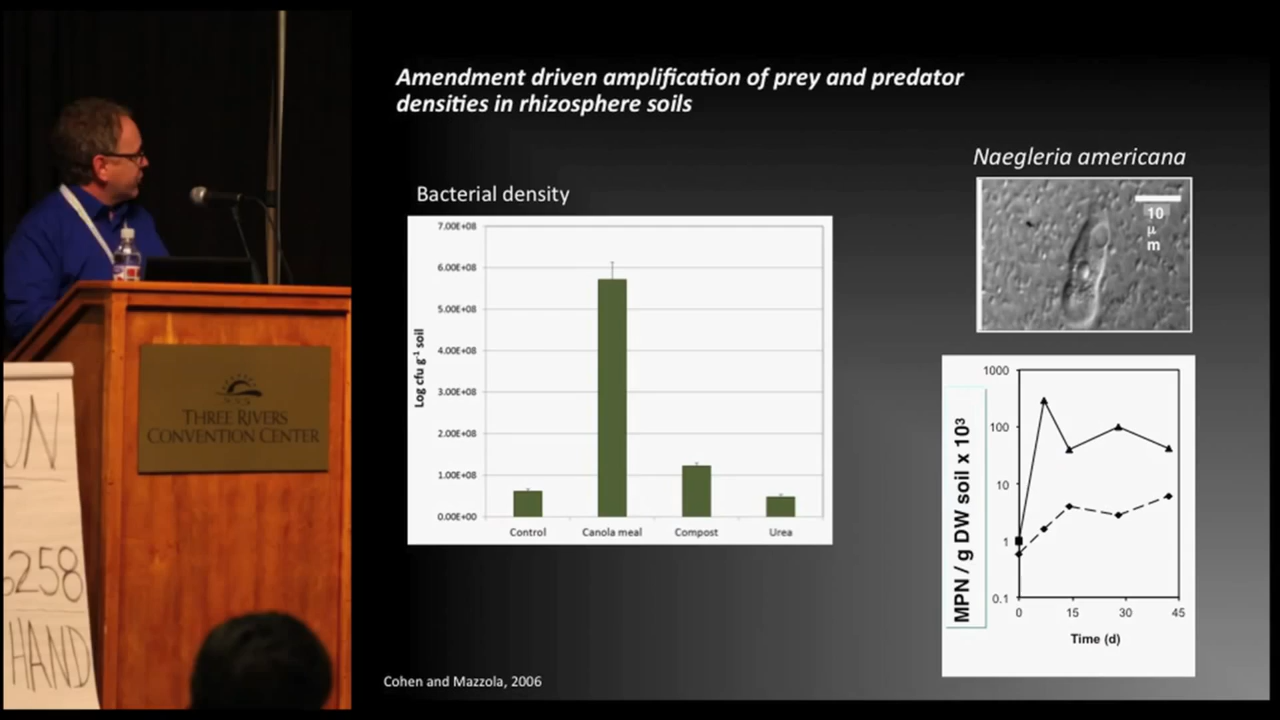 Amendment driven amplification of prey and predator
densities in rhizosphere soils
Naegleria americana
10
μ
m
Bacterial density
7.00E+08
6.00E+08
5.00E+08
4.00E+08
3.00E+08
2.00E+08
1.00E+08
0.00E+00
Log cfu g⁻¹ soil
Control Canola meal Compost Urea
MPN / g DW soil x 10³
1000
100
10
1
0.1
0 15 30 45
Time (d)
Cohen and Mazzola, 2006
THREE RIVERS
CONVENTION CENTER
ON
258
HAND